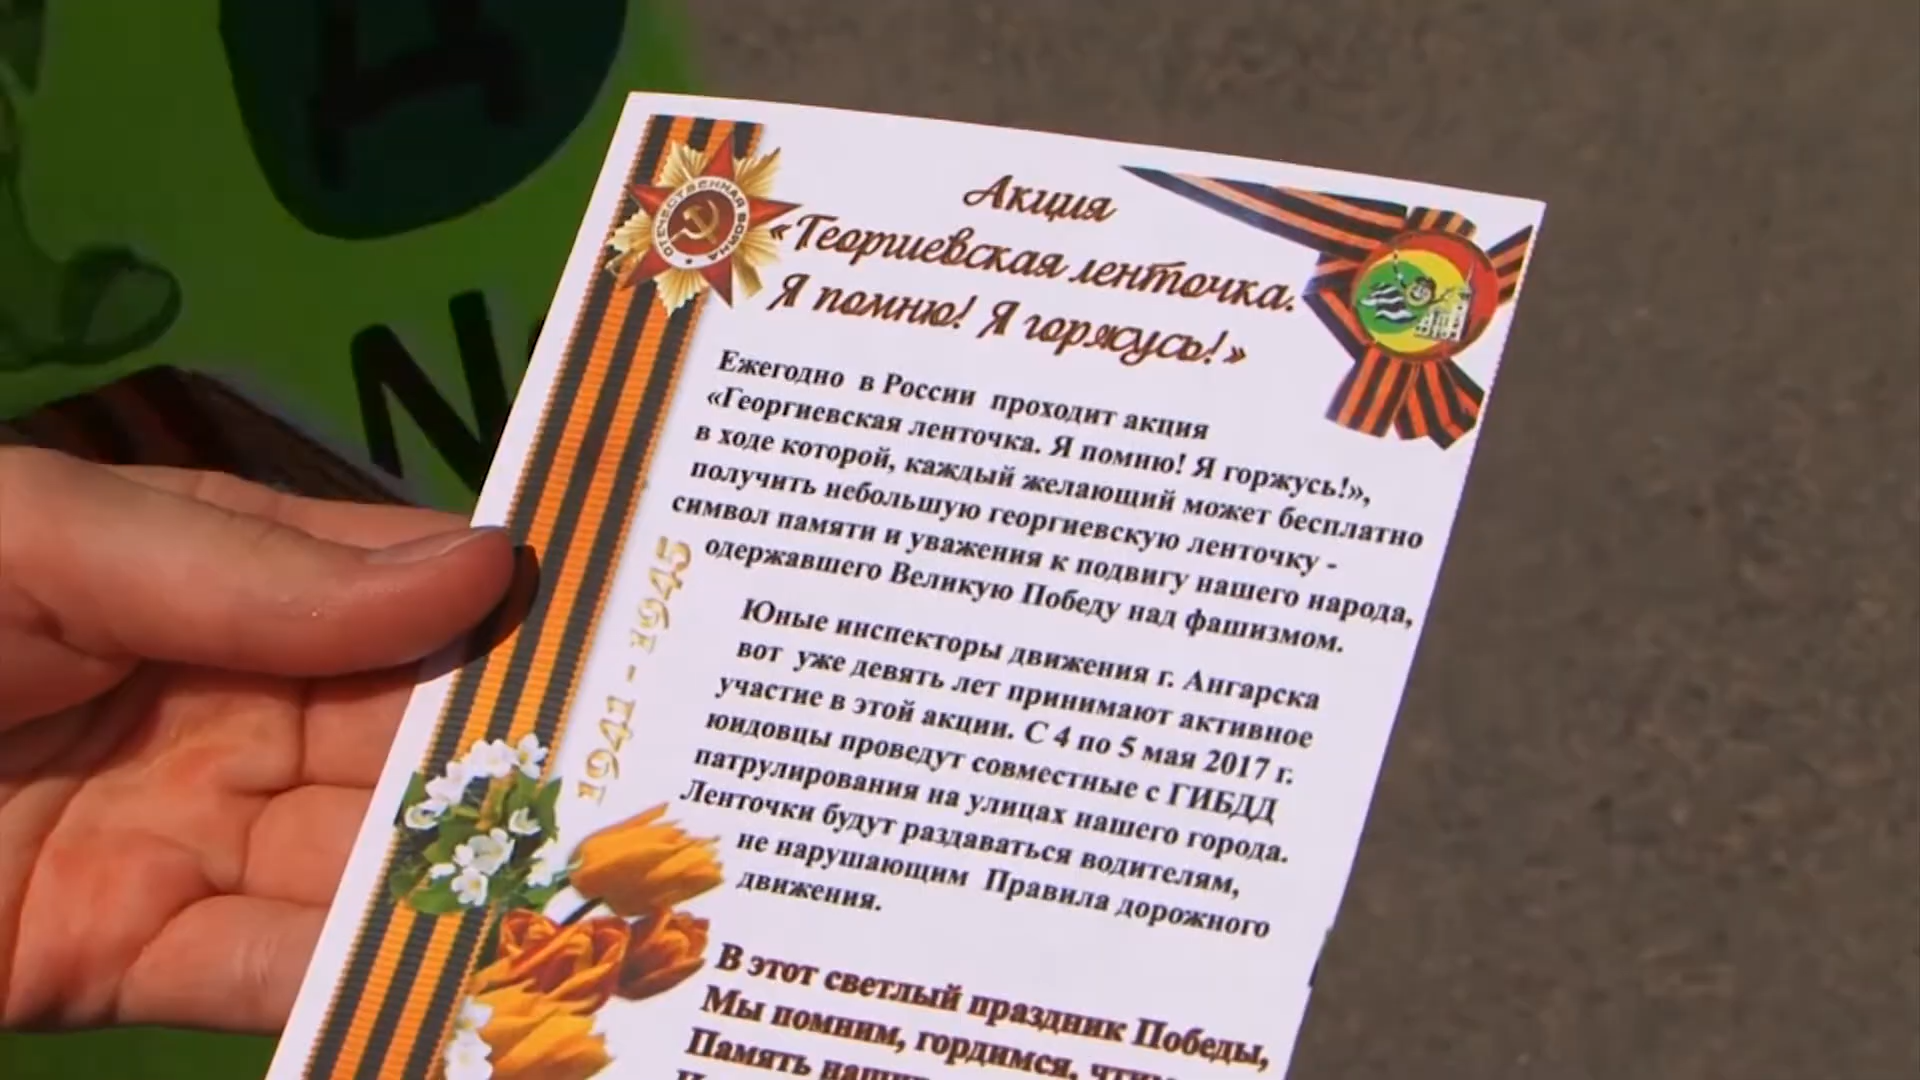 Акция
«Георгиевская ленточка.
Я помню! Я горжусь!»
ОТЕЧЕСТВЕННАЯ ВОЙНА
Ежегодно в России проходит акция
«Георгиевская ленточка. Я помню! Я горжусь!»,
в ходе которой, каждый желающий может бесплатно
получить небольшую георгиевскую ленточку -
символ памяти и уважения к подвигу нашего народа,
одержавшего Великую Победу над фашизмом.
1941 - 1945
Юные инспекторы движения г. Ангарска
вот уже девять лет принимают активное
участие в этой акции. С 4 по 5 мая 2017 г.
юидовцы проведут совместные с ГИБДД
патрулирования на улицах нашего города.
Ленточки будут раздаваться водителям,
не нарушающим Правила дорожного
движения.
В этот светлый праздник Победы,
Мы помним, гордимся,
Память